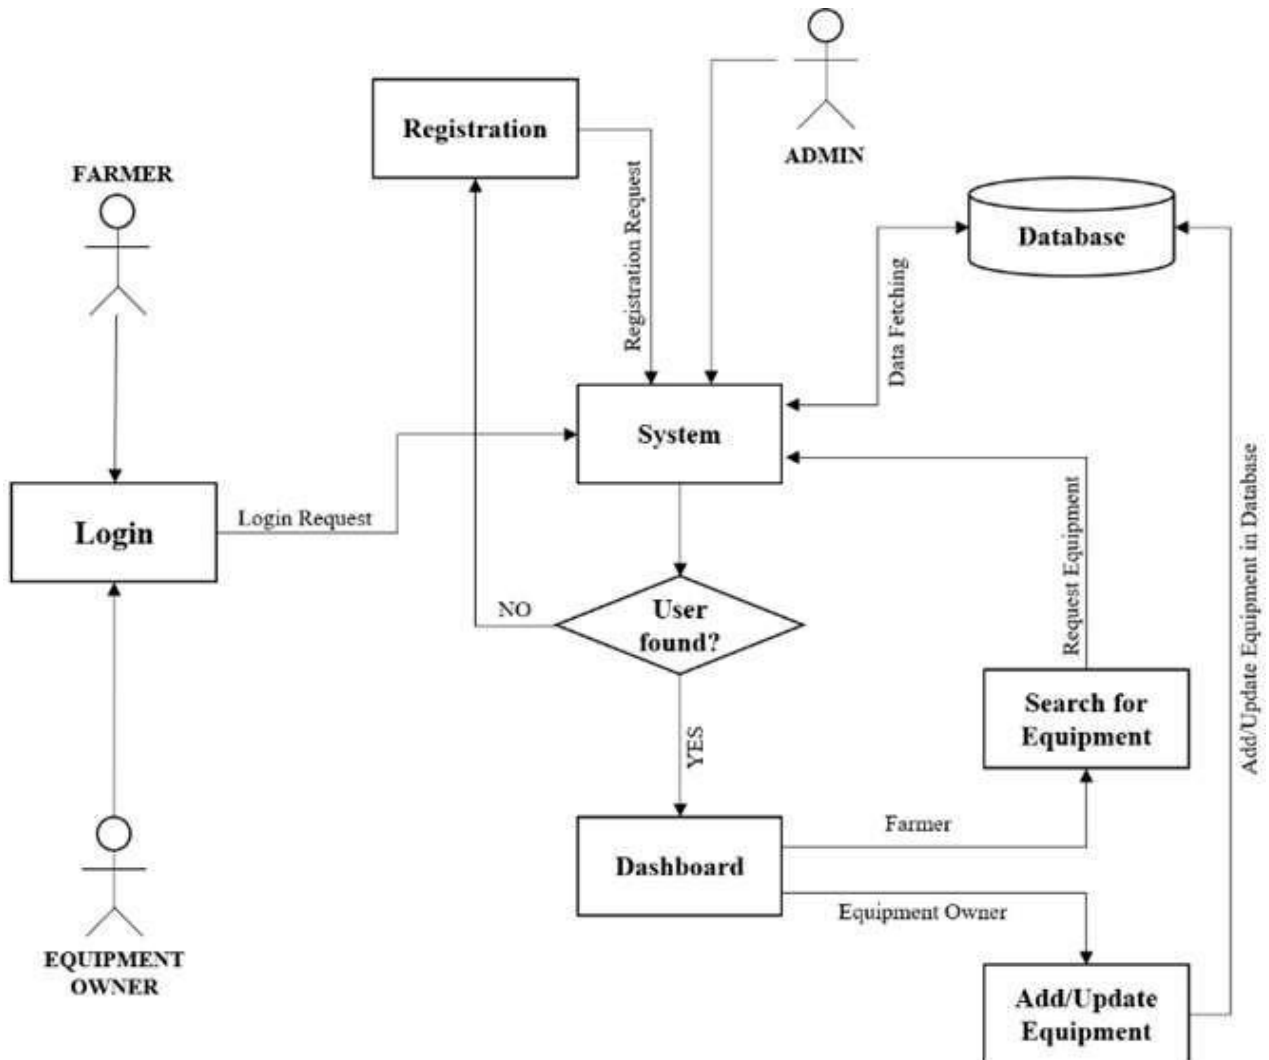 ADMIN
Registration
FARMER
Registration Request
Database
Data Fetching
System
Login
Login Request
Request Equipment
Add/Update Equipment in Database
NO
User
found?
Search for
Equipment
YES
Farmer
Dashboard
Equipment Owner
EQUIPMENT
OWNER
Add/Update
Equipment